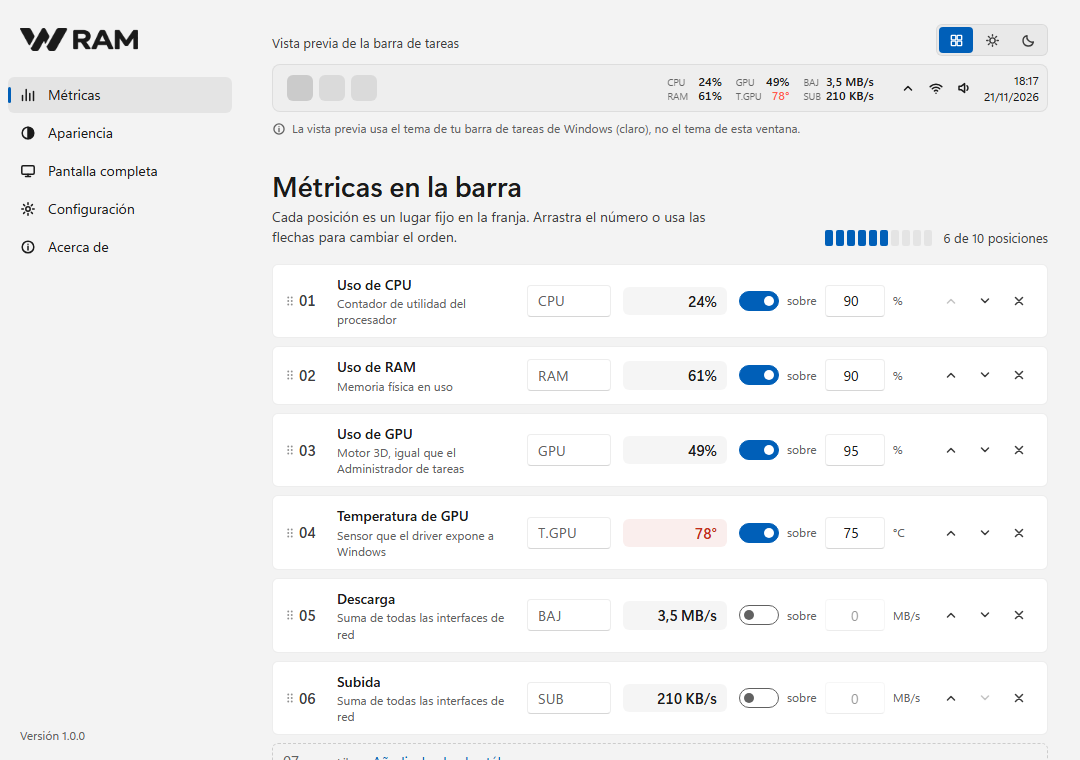 W RAM
Métricas
Apariencia
Pantalla completa
Configuración
Acerca de
Versión 1.0.0
Vista previa de la barra de tareas
CPU 24% GPU 49% BAJ 3,5 MB/s
RAM 61% T.GPU 78° SUB 210 KB/s
18:17
21/11/2026
La vista previa usa el tema de tu barra de tareas de Windows (claro), no el tema de esta ventana.
Métricas en la barra
Cada posición es un lugar fijo en la franja. Arrastra el número o usa las
flechas para cambiar el orden.
6 de 10 posiciones
01 Uso de CPU
Contador de utilidad del
procesador
CPU 24% sobre 90 %
02 Uso de RAM
Memoria física en uso
RAM 61% sobre 90 %
03 Uso de GPU
Motor 3D, igual que el
Administrador de tareas
GPU 49% sobre 95 %
04 Temperatura de GPU
Sensor que el driver expone a
Windows
T.GPU 78° sobre 75 °C
05 Descarga
Suma de todas las interfaces de
red
BAJ 3,5 MB/s sobre 0 MB/s
06 Subida
Suma de todas las interfaces de
red
SUB 210 KB/s sobre 0 MB/s